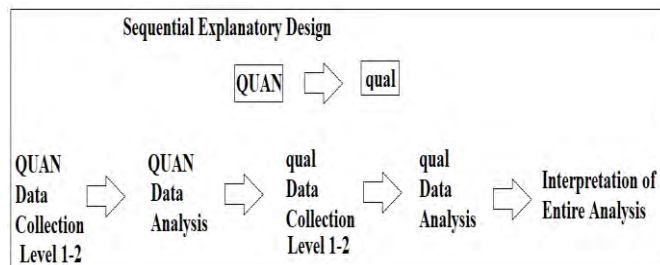 Sequential Explanatory Design
QUAN
qual
QUAN
Data
Collection
Level 1-2
QUAN
Data
Analysis
qual
Data
Collection
Level 1-2
qual
Data
Analysis
Interpretation of
Entire Analysis